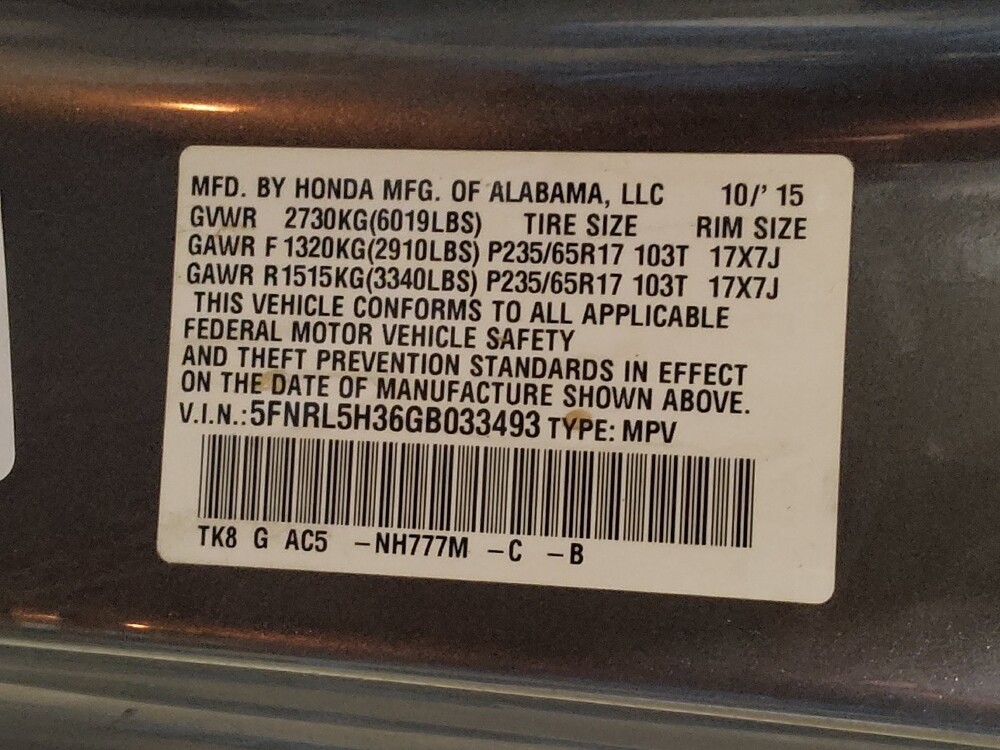 MFD. BY HONDA MFG. OF ALABAMA, LLC 10/' 15
GVWR 2730KG(6019LBS) TIRE SIZE RIM SIZE
GAWR F 1320KG(2910LBS) P235/65R17 103T 17X7J
GAWR R1515KG(3340LBS) P235/65R17 103T 17X7J
THIS VEHICLE CONFORMS TO ALL APPLICABLE
FEDERAL MOTOR VEHICLE SAFETY
AND THEFT PREVENTION STANDARDS IN EFFECT
ON THE DATE OF MANUFACTURE SHOWN ABOVE.
V.I.N.:5FNRL5H36GB033493 TYPE: MPV
TK8 G AC5 –NH777M –C –B